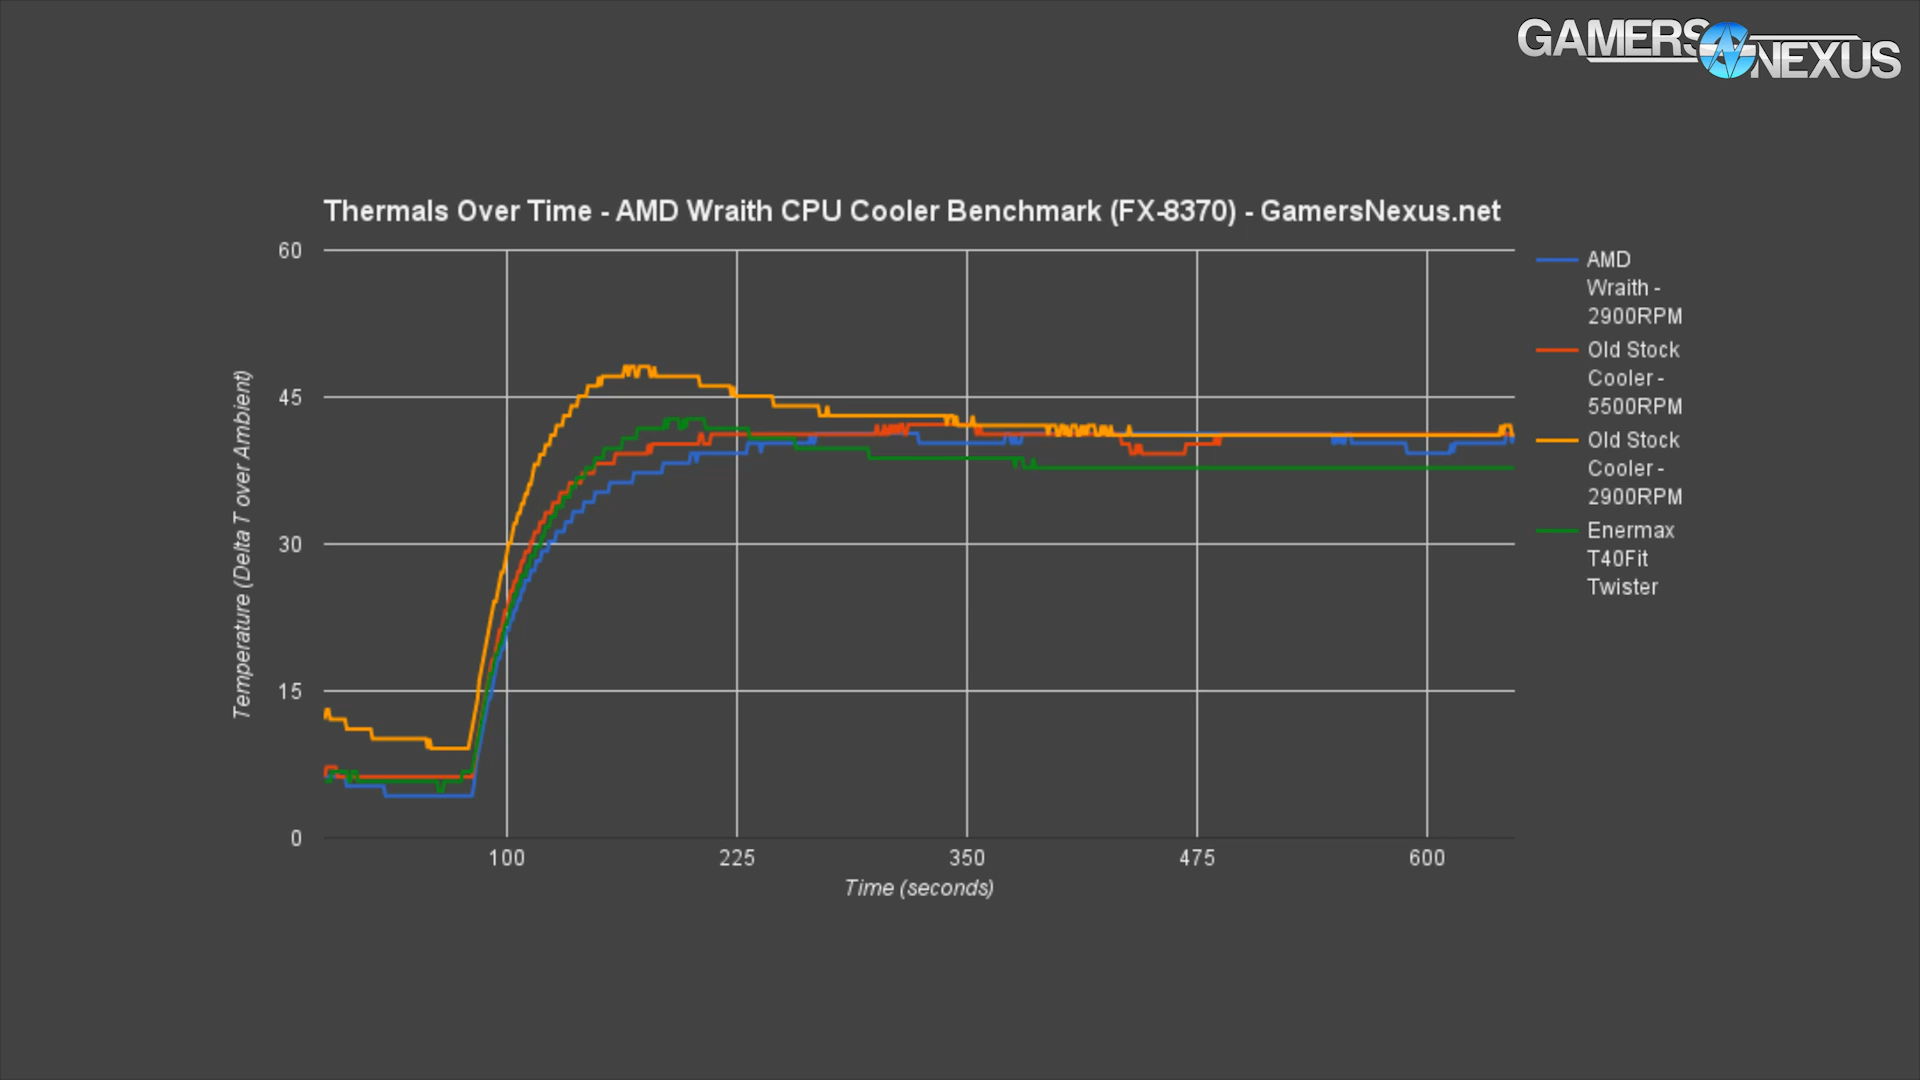 GAMERS NEXUS
Thermals Over Time - AMD Wraith CPU Cooler Benchmark (FX-8370) - GamersNexus.net
60
45
30
15
0
Temperature (Delta T over Ambient)
100 225 350 475 600
Time (seconds)
AMD
Wraith -
2900RPM
Old Stock
Cooler -
5500RPM
Old Stock
Cooler -
2900RPM
Enermax
T40Fit
Twister